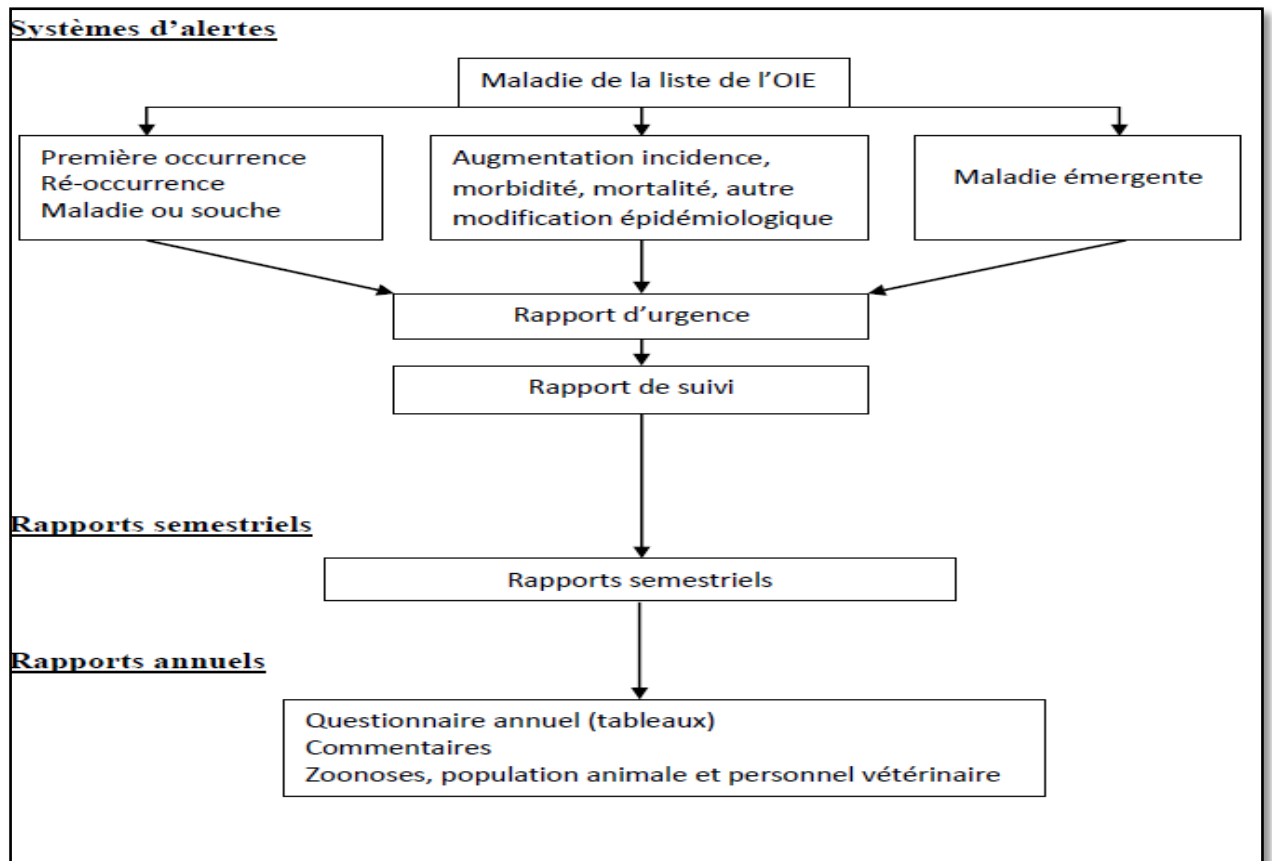 Systèmes d’alertes
Maladie de la liste de l’OIE
Première occurrence
Ré-occurrence
Maladie ou souche
Augmentation incidence,
morbidité, mortalité, autre
modification épidémiologique
Maladie émergente
Rapport d’urgence
Rapport de suivi
Rapports semestriels
Rapports semestriels
Rapports annuels
Questionnaire annuel (tableaux)
Commentaires
Zoonoses, population animale et personnel vétérinaire